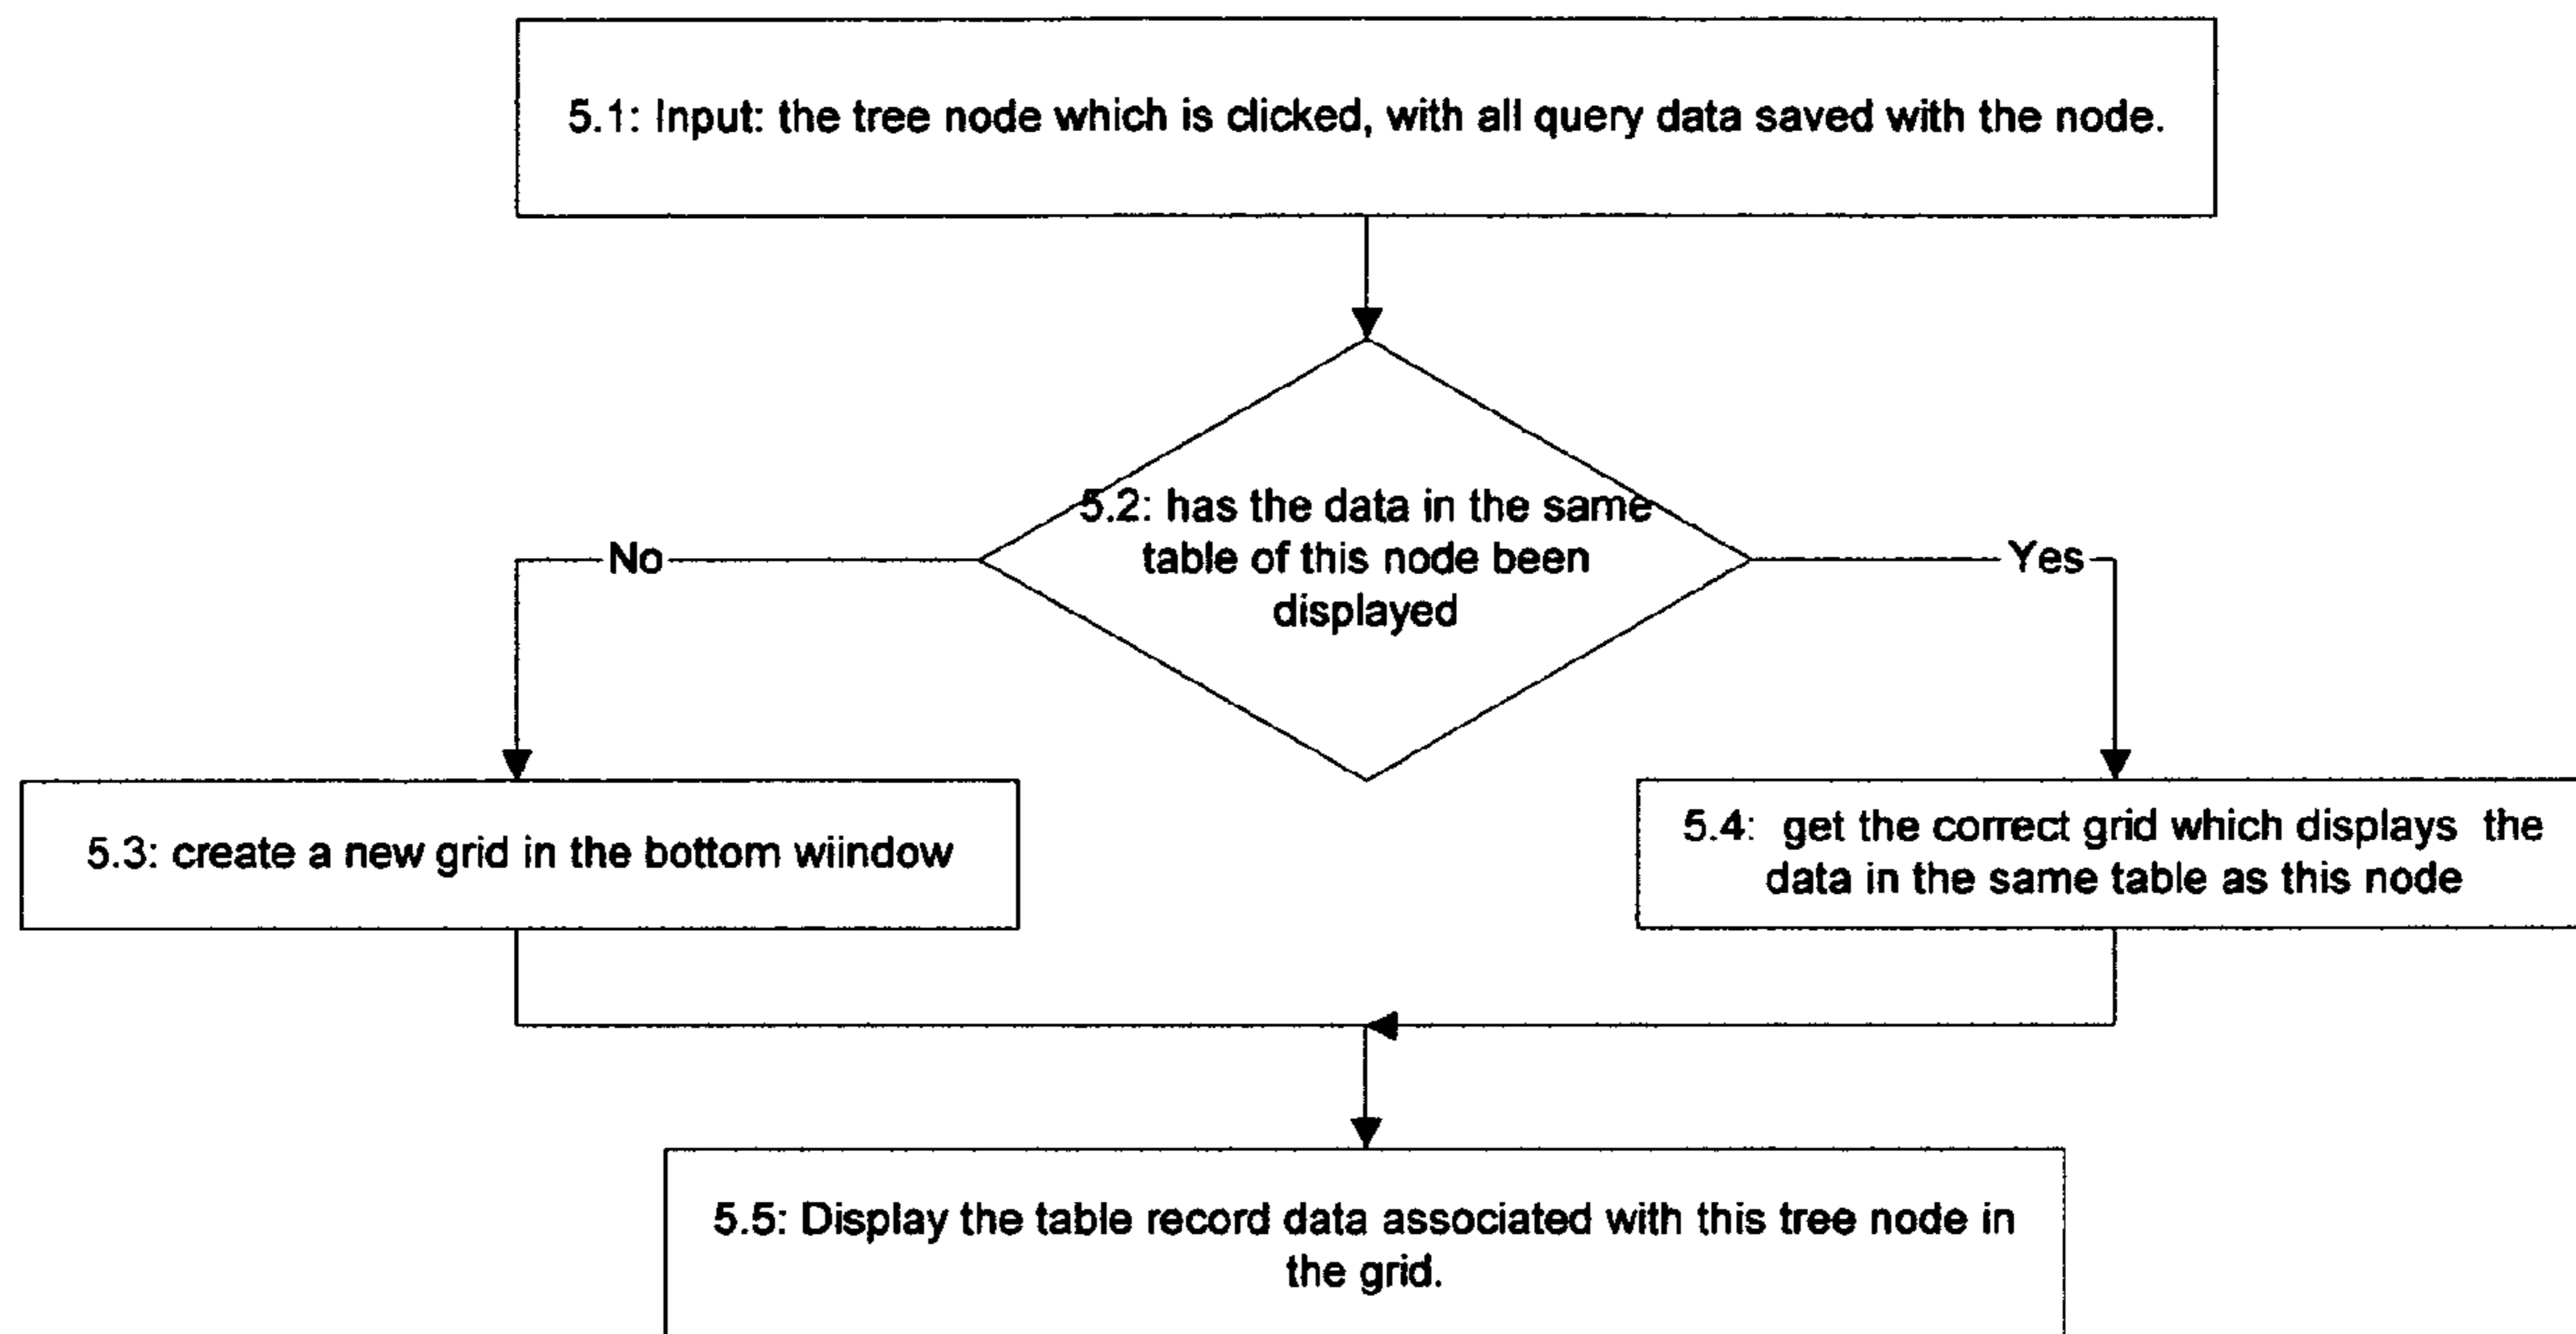 5.1: Input: the tree node which is clicked, with all query data saved with the node.
5.2: has the data in the same
table of this node been
displayed
No
Yes
5.3: create a new grid in the bottom wiindow
5.4: get the correct grid which displays the
data in the same table as this node
5.5: Display the table record data associated with this tree node in
the grid.